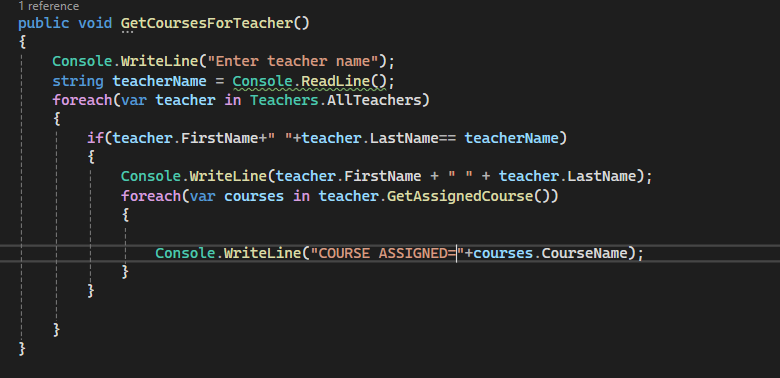 1 reference
public void GetCoursesForTeacher()
{
    Console.WriteLine("Enter teacher name");
    string teacherName = Console.ReadLine();
    foreach(var teacher in Teachers.AllTeachers)
    {
        if(teacher.FirstName+" "+teacher.LastName== teacherName)
        {
            Console.WriteLine(teacher.FirstName + " " + teacher.LastName);
            foreach(var courses in teacher.GetAssignedCourse())
            {
                Console.WriteLine("COURSE ASSIGNED="+courses.CourseName);
            }
        }
    }
}